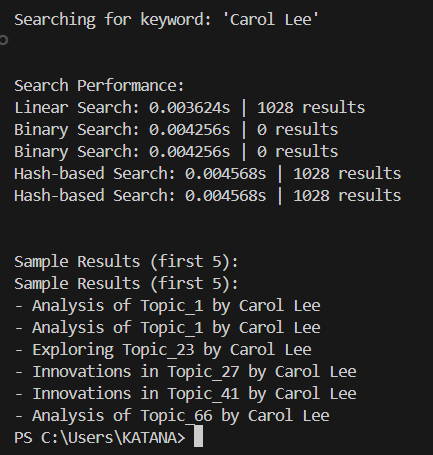 Searching for keyword: 'Carol Lee'
Search Performance:
Linear Search: 0.003624s | 1028 results
Binary Search: 0.004256s | 0 results
Binary Search: 0.004256s | 0 results
Hash-based Search: 0.004568s | 1028 results
Hash-based Search: 0.004568s | 1028 results
Sample Results (first 5):
Sample Results (first 5):
- Analysis of Topic_1 by Carol Lee
- Analysis of Topic_1 by Carol Lee
- Exploring Topic_23 by Carol Lee
- Innovations in Topic_27 by Carol Lee
- Innovations in Topic_41 by Carol Lee
- Analysis of Topic_66 by Carol Lee
PS C:\Users\KATANA>